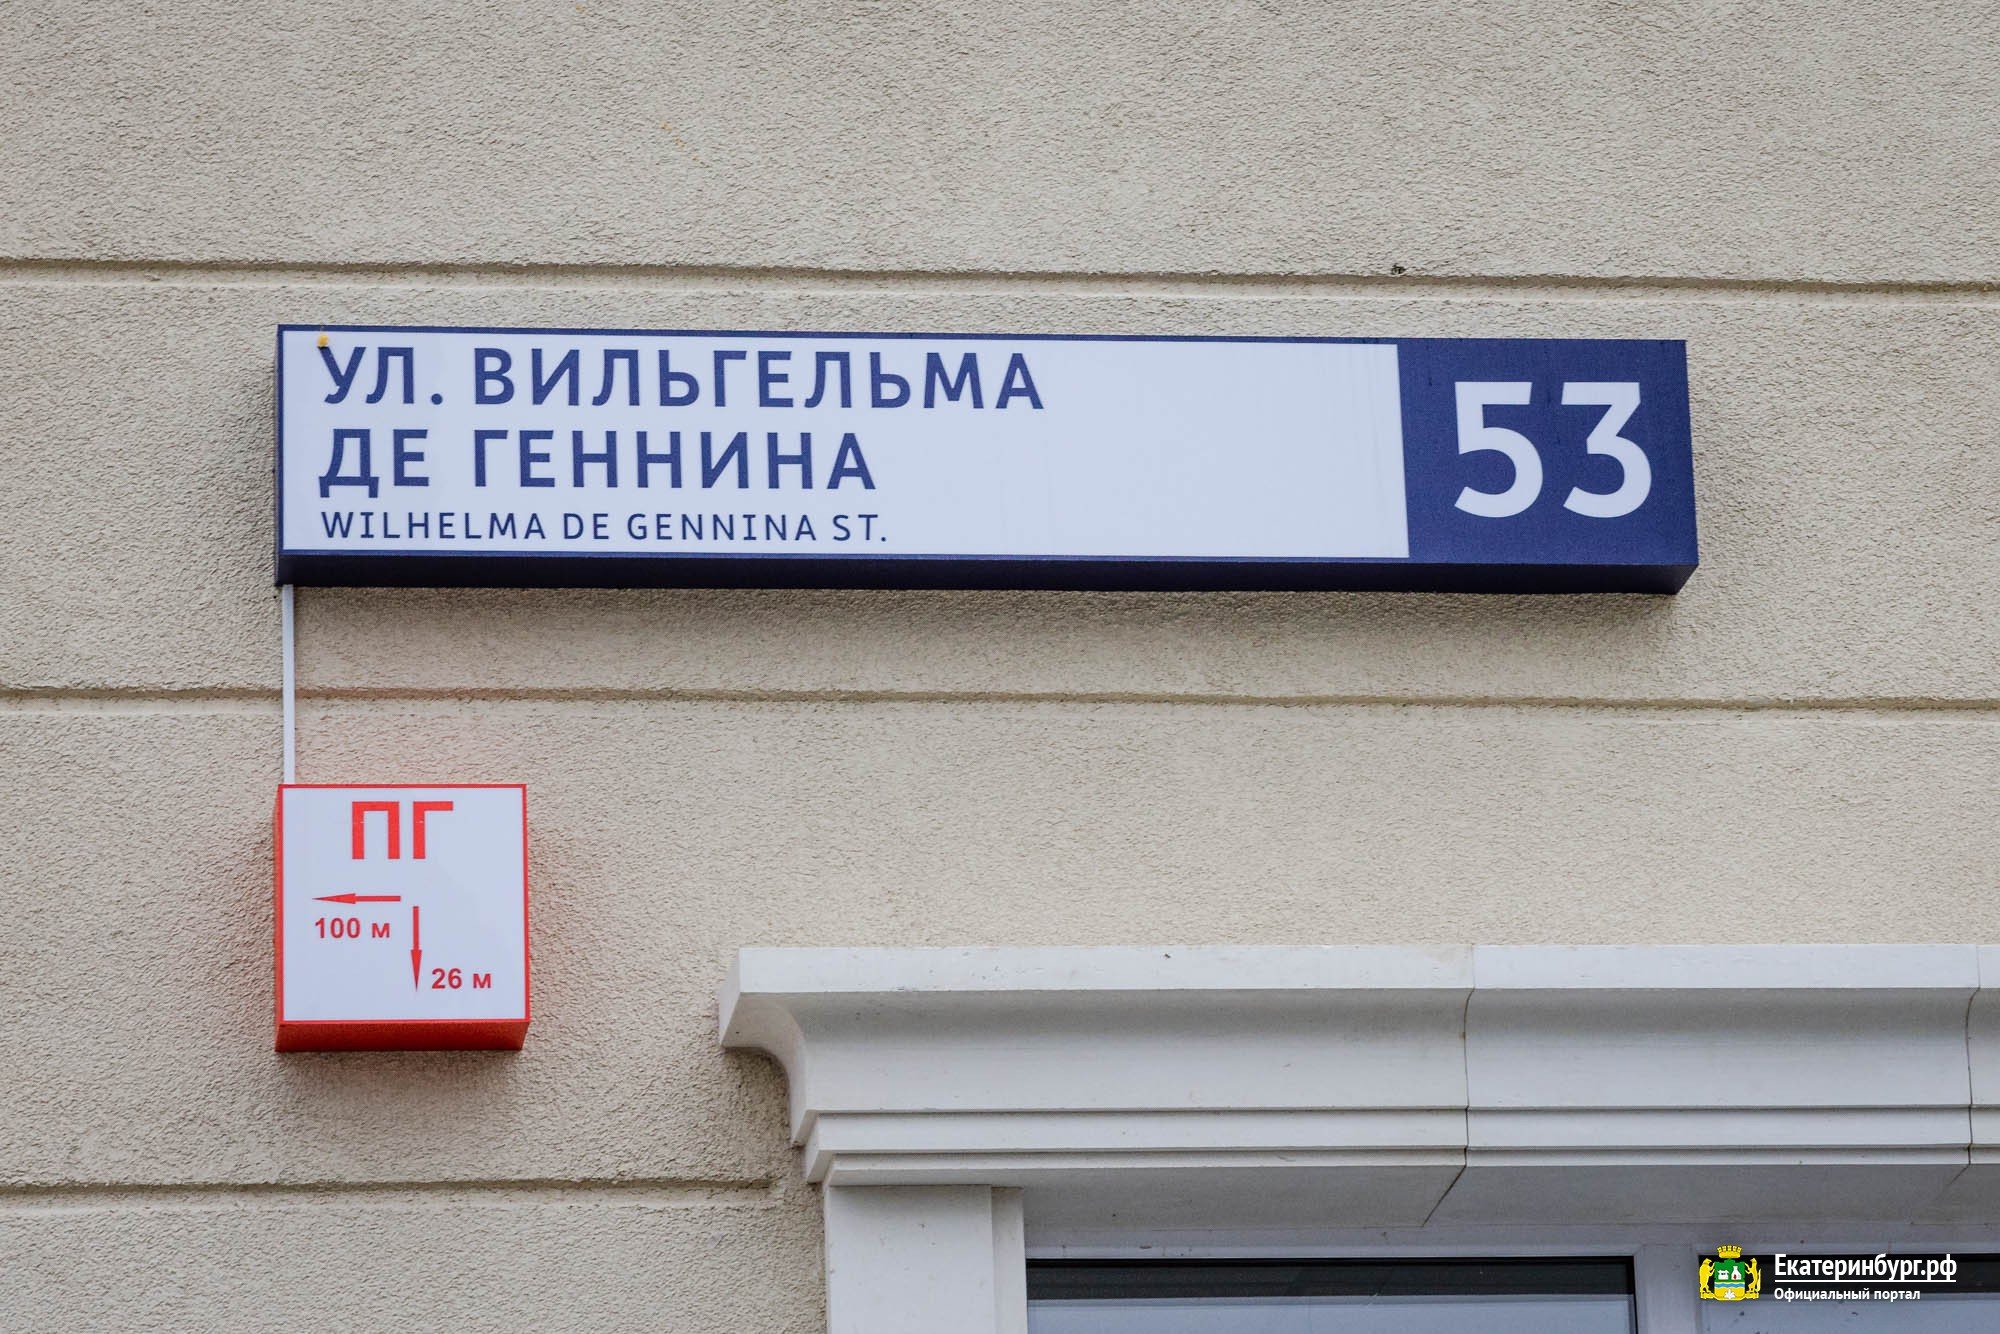 УЛ. ВИЛЬГЕЛЬМА
ДЕ ГЕННИНА
WILHELMA DE GENNINA ST.
53
ПГ
100 м
26 м
Екатеринбург.рф
Официальный портал